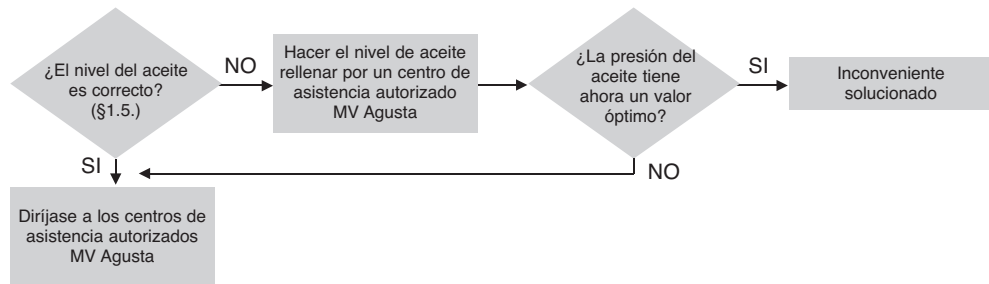 ¿El nivel del aceite
es correcto?
(§1.5.)
NO
Hacer el nivel de aceite
rellenar por un centro de
asistencia autorizado
MV Agusta
¿La presión del
aceite tiene
ahora un valor
óptimo?
SI
Inconveniente
solucionado
SI
NO
Diríjase a los centros de
asistencia autorizados
MV Agusta